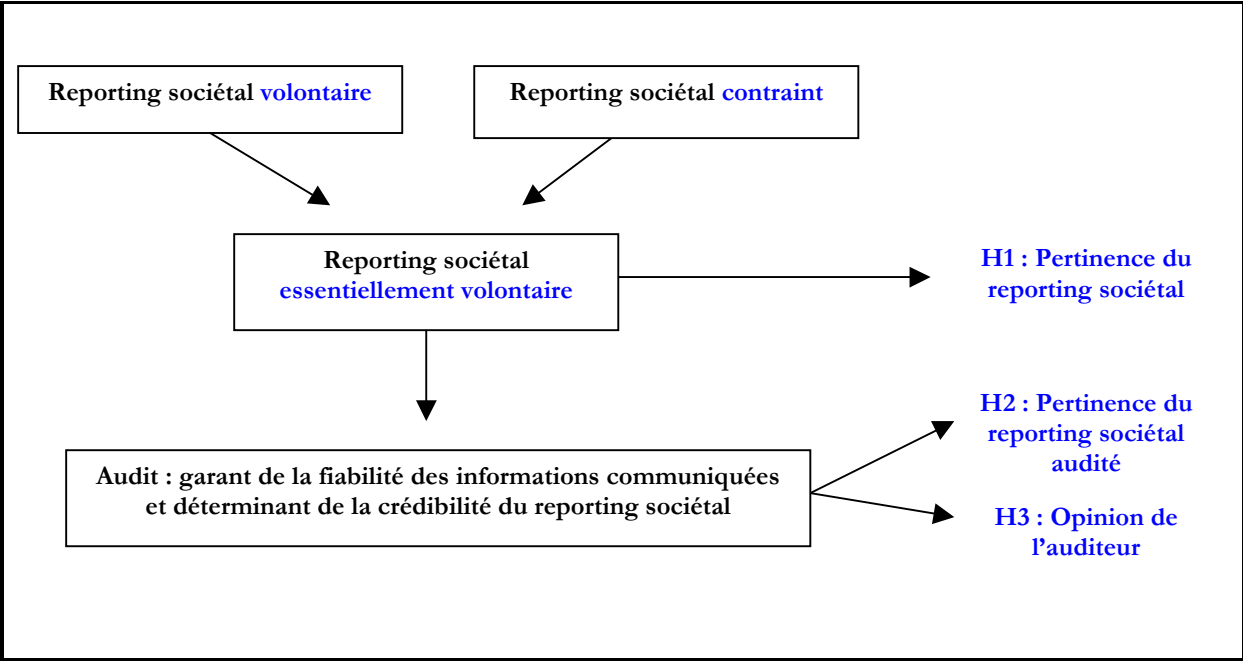 Reporting sociétal volontaire
Reporting sociétal contraint
Reporting sociétal
essentiellement volontaire
H1 : Pertinence du
reporting sociétal
Audit : garant de la fiabilité des informations communiquées
et déterminant de la crédibilité du reporting sociétal
H2 : Pertinence du
reporting sociétal
audité
H3 : Opinion de
l’auditeur